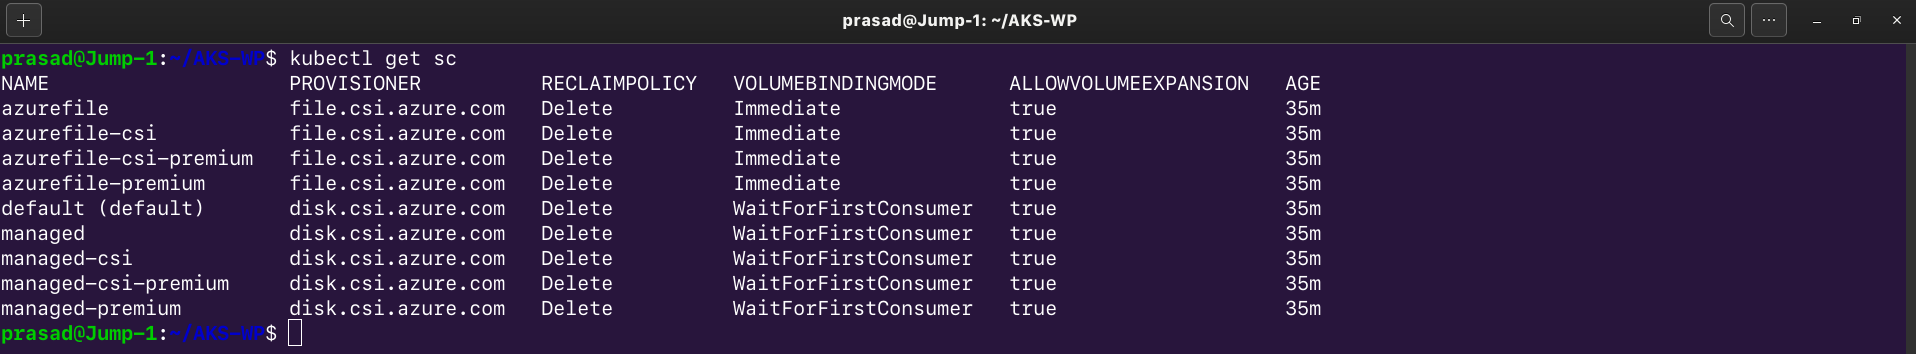 prasad@Jump-1: ~/AKS-WP
prasad@Jump-1:~/AKS-WP$ kubectl get sc
NAME PROVISIONER RECLAIMPOLICY VOLUMEBINDINGMODE ALLOWVOLUMEEXPANSION AGE
azurefile file.csi.azure.com Delete Immediate true 35m
azurefile-csi file.csi.azure.com Delete Immediate true 35m
azurefile-csi-premium file.csi.azure.com Delete Immediate true 35m
azurefile-premium file.csi.azure.com Delete Immediate true 35m
default (default) disk.csi.azure.com Delete WaitForFirstConsumer true 35m
managed disk.csi.azure.com Delete WaitForFirstConsumer true 35m
managed-csi disk.csi.azure.com Delete WaitForFirstConsumer true 35m
managed-csi-premium disk.csi.azure.com Delete WaitForFirstConsumer true 35m
managed-premium disk.csi.azure.com Delete WaitForFirstConsumer true 35m
prasad@Jump-1:~/AKS-WP$